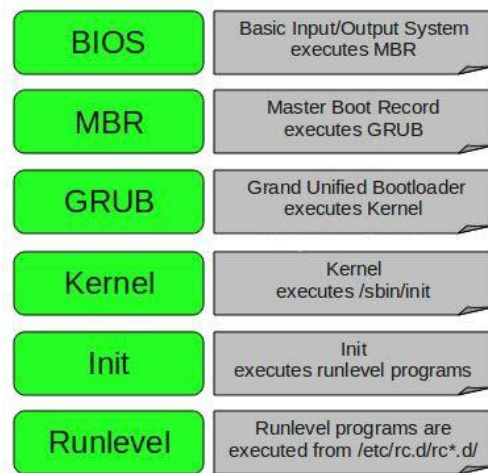 BIOS
Basic Input/Output System
executes MBR
MBR
Master Boot Record
executes GRUB
GRUB
Grand Unified Bootloader
executes Kernel
Kernel
Kernel
executes /sbin/init
Init
Init
executes runlevel programs
Runlevel
Runlevel programs are
executed from /etc/rc.d/rc*.d/